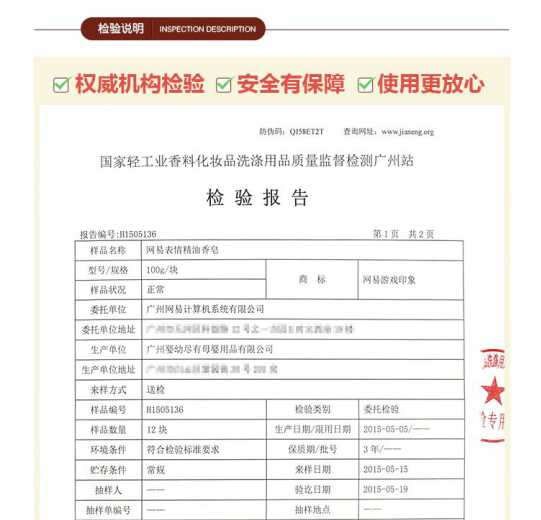 检验说明 INSPECTION DESCRIPTION
权威机构检验 安全有保障 使用更放心
防伪码: QJ58ET2T 查询网址: www.jianeng.org
国家轻工业香料化妆品洗涤用品质量监督检测广州站
检验报告
报告编号:H1505136 第1页 共2页
样品名称 网易表情精油香皂
型号/规格 100g/块 商标 网易游戏印象
样品状况 正常
委托单位 广州网易计算机系统有限公司
委托单位地址
生产单位 广州婴幼尽有母婴用品有限公司
生产单位地址
来样方式 送检
样品编号 H1505136 检验类别 委托检验
样品数量 12块 生产日期/限用日期 2015-05-05/——
环境条件 符合检验标准要求 保质期/批号 3年/——
贮存条件 常规 来样日期 2015-05-15
抽样人 —— 验讫日期 2015-05-19
抽样单编号 —— 抽样地点 ——